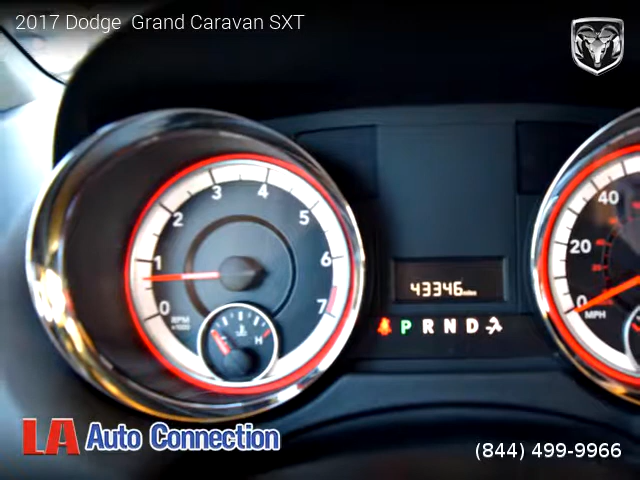 2017 Dodge Grand Caravan SXT
0 1 2 3 4 5 6 7
RPM
x1000
H
43346 miles
P R N D
0 20 40
MPH
LA Auto Connection
(844) 499-9966